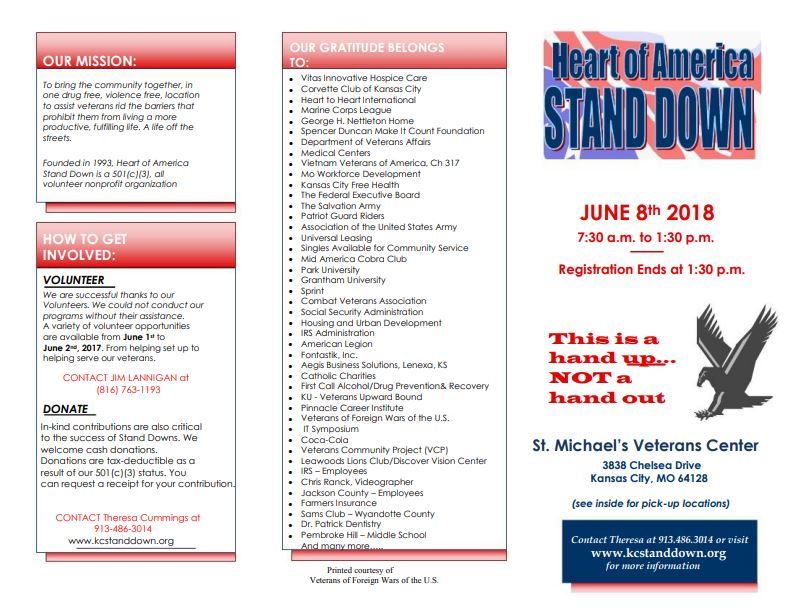 OUR MISSION:
To bring the community together, in
one drug free, violence free, location
to assist veterans rid the barriers that
prohibit them from living a more
productive, fulfilling life. A life off the
streets.
Founded in 1993, Heart of America
Stand Down is a 501(c)(3), all
volunteer nonprofit organization
HOW TO GET
INVOLVED:
VOLUNTEER
We are successful thanks to our
Volunteers. We could not conduct our
programs without their assistance.
A variety of volunteer opportunities
are available from June 1st to
June 2nd, 2017. From helping set up to
helping serve our veterans.
CONTACT JIM LANNIGAN at
(816) 763-1193
DONATE
In-kind contributions are also critical
to the success of Stand Downs. We
welcome cash donations.
Donations are tax-deductible as a
result of our 501(c)(3) status. You
can request a receipt for your contribution.
CONTACT Theresa Cummings at
913-486-3014
www.kcstanddown.org
OUR GRATITUDE BELONGS
TO:
• Vitas Innovative Hospice Care
• Corvette Club of Kansas City
• Heart to Heart International
• Marine Corps League
• George H. Nettleton Home
• Spencer Duncan Make It Count Foundation
• Department of Veterans Affairs
• Medical Centers
• Vietnam Veterans of America, Ch 317
• Mo Workforce Development
• Kansas City Free Health
• The Federal Executive Board
• The Salvation Army
• Patriot Guard Riders
• Association of the United States Army
• Universal Leasing
• Singles Available for Community Service
• Mid America Cobra Club
• Park University
• Grantham University
• Sprint
• Combat Veterans Association
• Social Security Administration
• Housing and Urban Development
• IRS Administration
• American Legion
• Fontastik, Inc.
• Aegis Business Solutions, Lenexa, KS
• Catholic Charities
• First Call Alcohol/Drug Prevention& Recovery
• KU - Veterans Upward Bound
• Pinnacle Career Institute
• Veterans of Foreign Wars of the U.S.
• IT Symposium
• Coca-Cola
• Veterans Community Project (VCP)
• Leawoods Lions Club/Discover Vision Center
• IRS – Employees
• Chris Ranck, Videographer
• Jackson County – Employees
• Farmers Insurance
• Sams Club – Wyandotte County
• Dr. Patrick Dentistry
• Pembroke Hill – Middle School
And many more.....
Printed courtesy of
Veterans of Foreign Wars of the U.S.
Heart of America
STAND DOWN
JUNE 8th 2018
7:30 a.m. to 1:30 p.m.
Registration Ends at 1:30 p.m.
This is a
hand up...
NOT a
hand out
St. Michael's Veterans Center
3838 Chelsea Drive
Kansas City, MO 64128
(see inside for pick-up locations)
Contact Theresa at 913.486.3014 or visit
www.kcstanddown.org
for more information